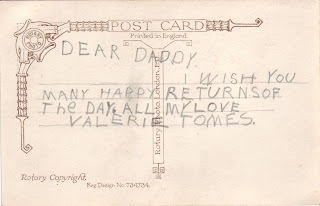 POST CARD
Printed in England.
DEAR DADDY.
I WISH YOU
MANY HAPPY RETURNS OF
The DAY. ALL MY LOVE
VALERIE TOMES.
Rotary Photo, London, E.C.
Rotary Copyright.
Reg Design Nº 734734.